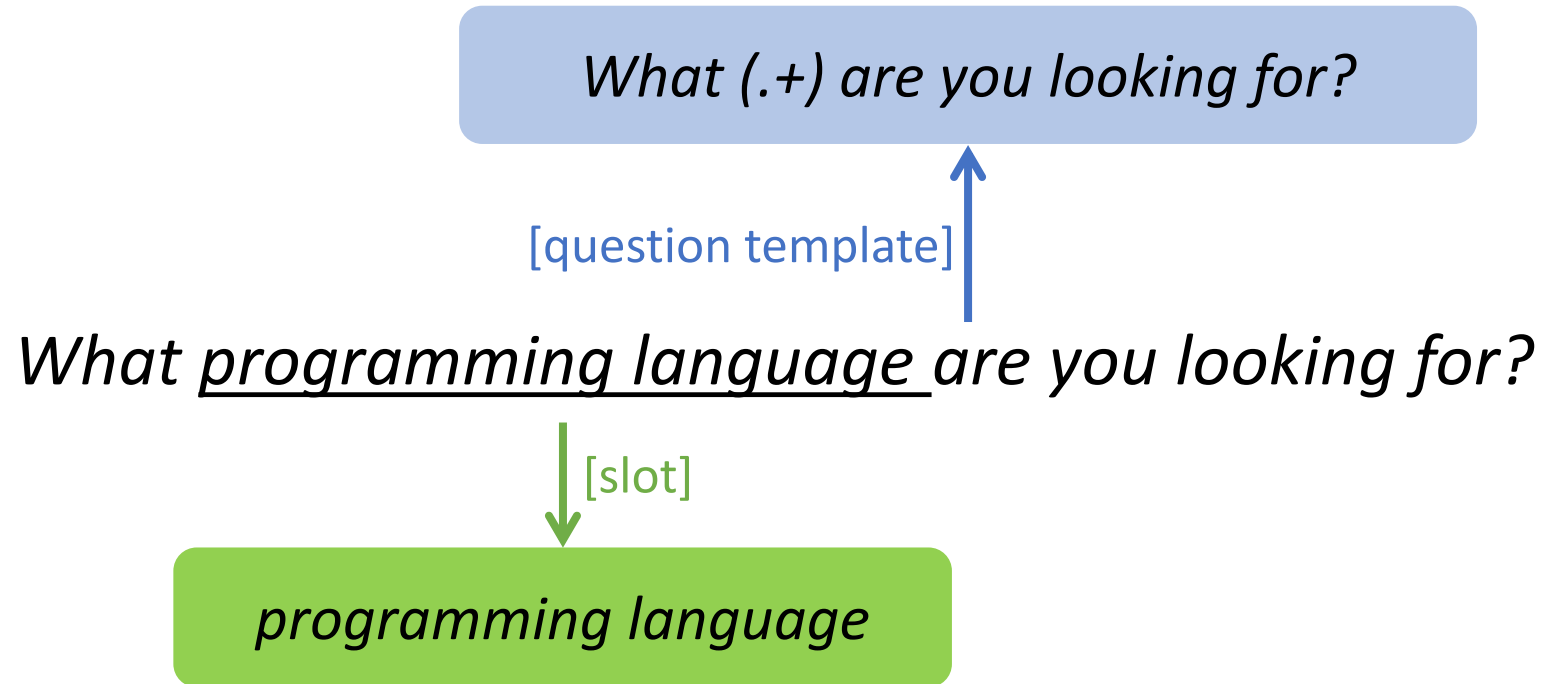 What (.+) are you looking for?
[question template]
What programming language are you looking for?
[slot]
programming language